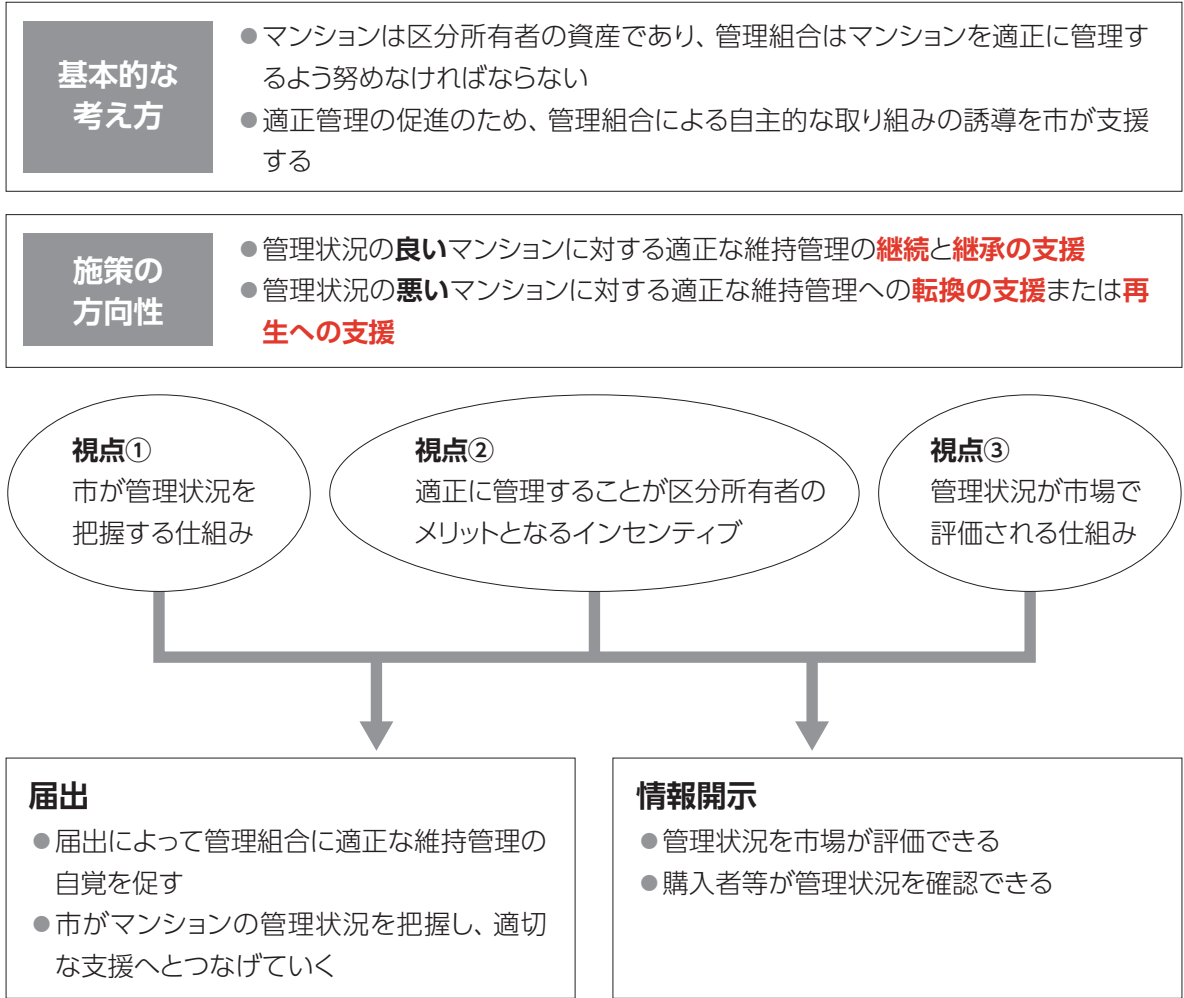 基本的な
考え方
●マンションは区分所有者の資産であり、管理組合はマンションを適正に管理す
るよう努めなければならない
●適正管理の促進のため、管理組合による自主的な取り組みの誘導を市が支援
する
施策の
方向性
●管理状況の良いマンションに対する適正な維持管理の継続と継承の支援
●管理状況の悪いマンションに対する適正な維持管理への転換の支援または再
生への支援
視点①
市が管理状況を
把握する仕組み
視点②
適正に管理することが区分所有者の
メリットとなるインセンティブ
視点③
管理状況が市場で
評価される仕組み
届出
●届出によって管理組合に適正な維持管理の
自覚を促す
●市がマンションの管理状況を把握し、適切
な支援へとつなげていく
情報開示
●管理状況を市場が評価できる
●購入者等が管理状況を確認できる